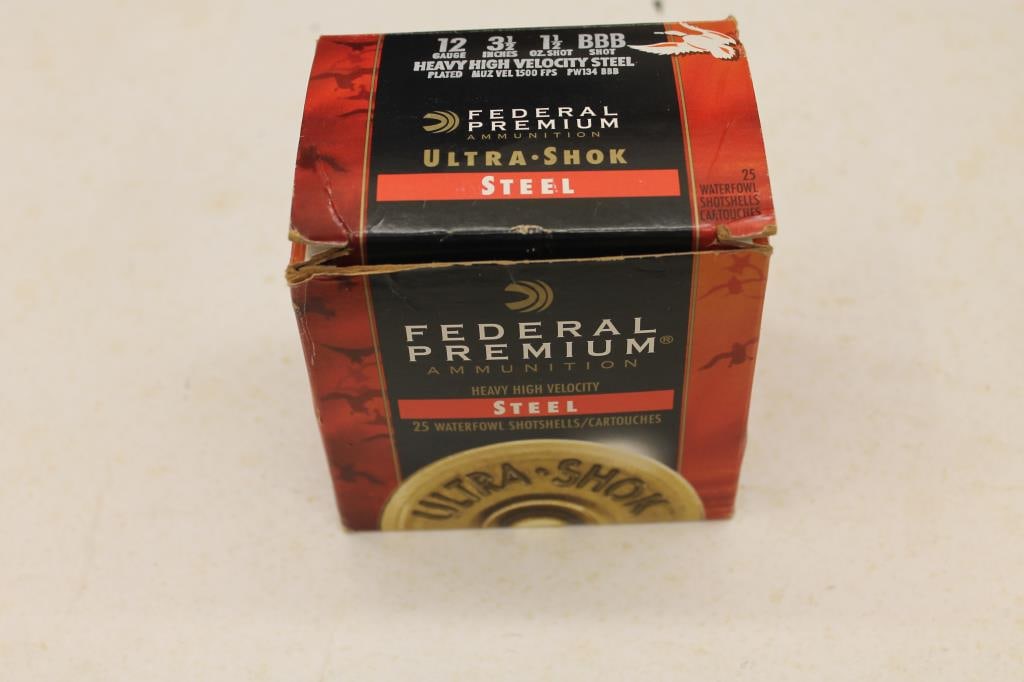 12 3½ 1½ BBB
GAUGE INCHES OZ. SHOT SHOT
HEAVY HIGH VELOCITY STEEL
PLATED MUZ VEL 1500 FPS PW134 BBB
FEDERAL
PREMIUM
AMMUNITION
ULTRA•SHOK
STEEL
25
WATERFOWL
SHOTSHELLS
CARTOUCHES
FEDERAL
PREMIUM®
AMMUNITION
HEAVY HIGH VELOCITY
STEEL
25 WATERFOWL SHOTSHELLS/CARTOUCHES
ULTRA•SHOK